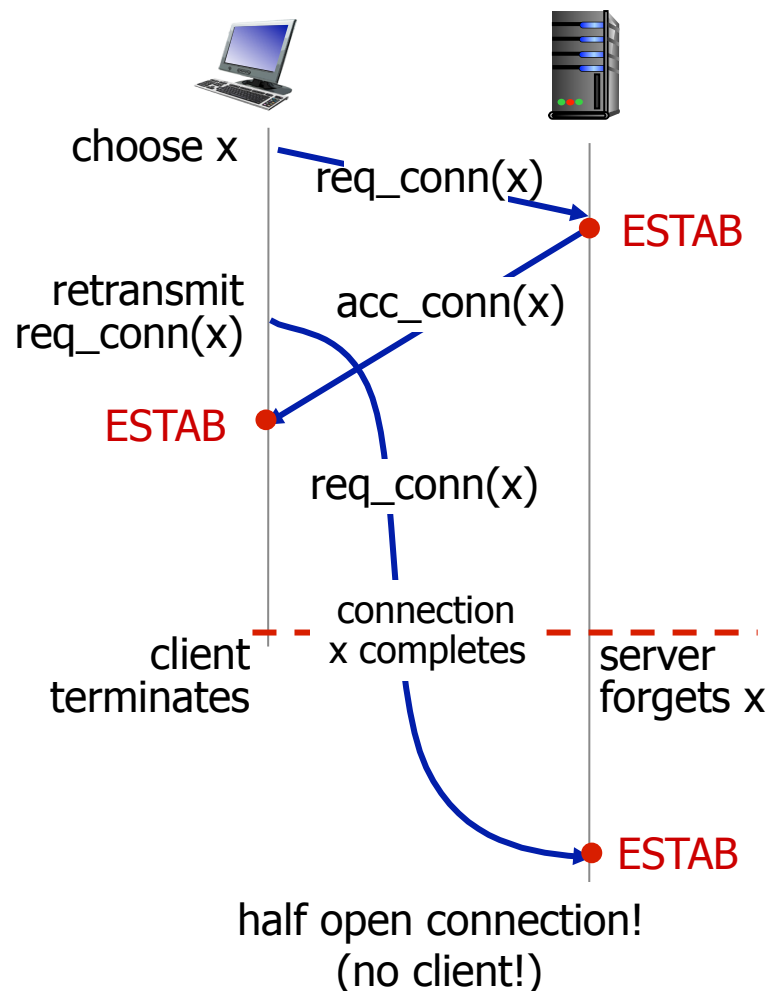 choose x
req_conn(x)
ESTAB
retransmit
req_conn(x)
acc_conn(x)
ESTAB
req_conn(x)
connection
x completes
client
terminates
server
forgets x
ESTAB
half open connection!
(no client!)